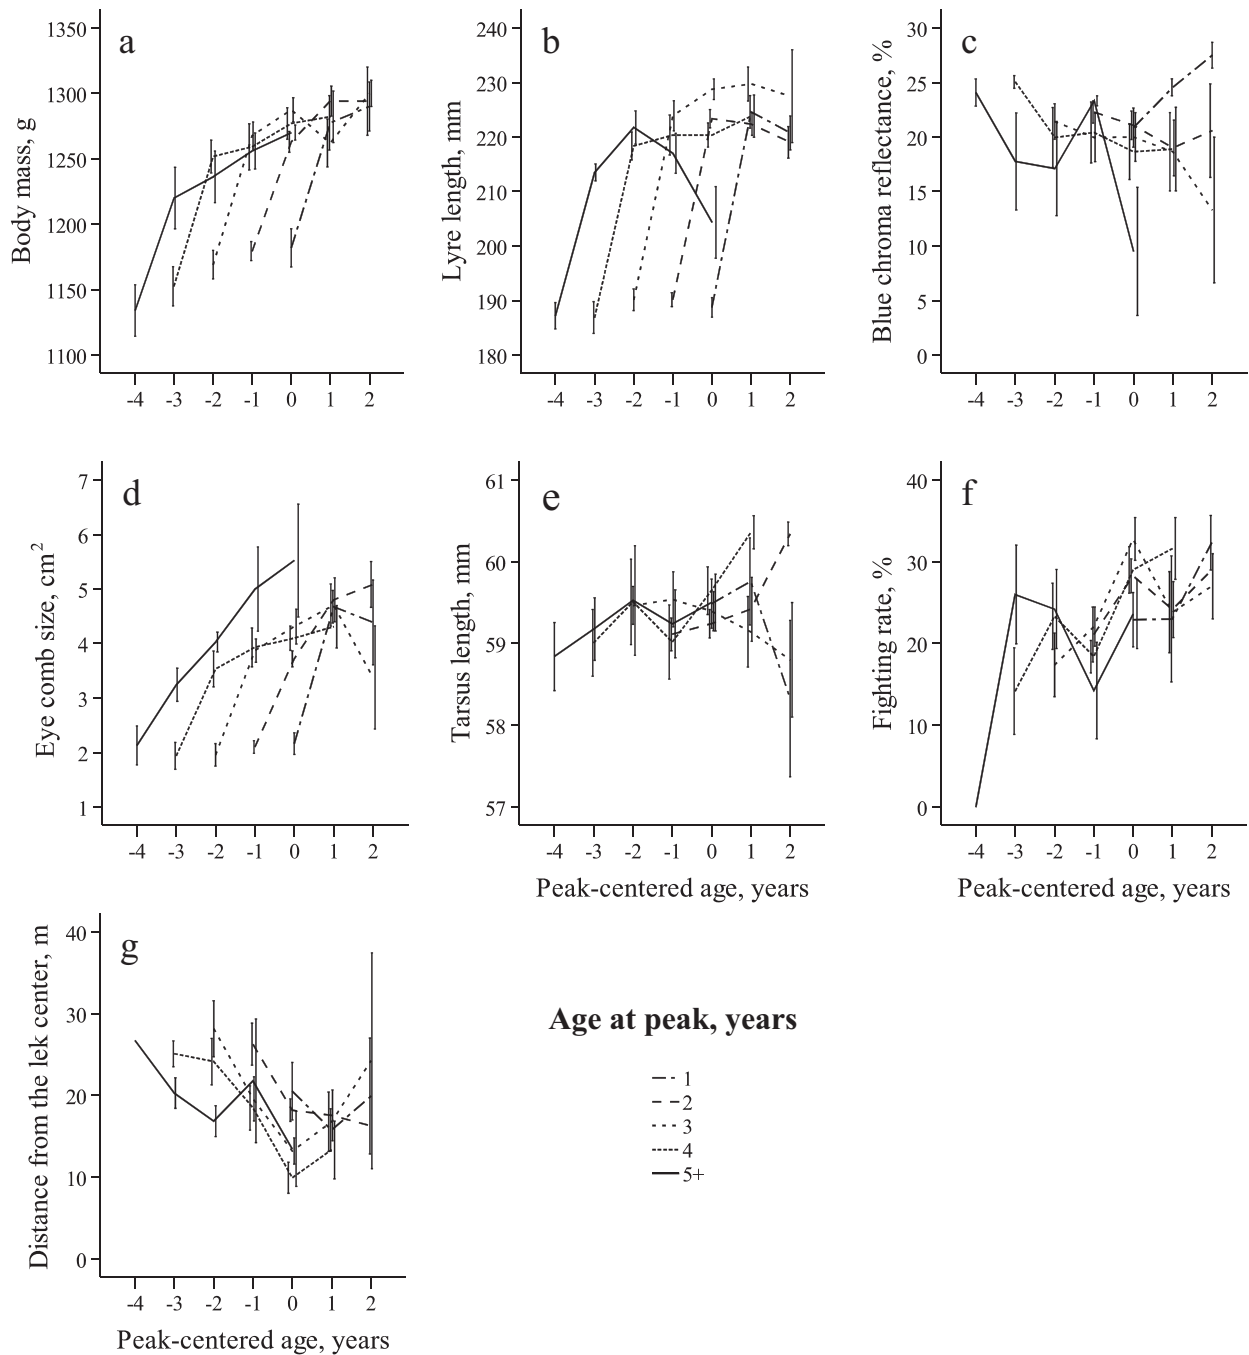 a
Body mass, g
1350
1300
1250
1200
1150
1100
-4 -3 -2 -1 0 1 2
b
Lyre length, mm
240
230
220
210
200
190
180
-4 -3 -2 -1 0 1 2
c
Blue chroma reflectance, %
30
25
20
15
10
5
0
-4 -3 -2 -1 0 1 2
d
Eye comb size, cm²
7
6
5
4
3
2
1
-4 -3 -2 -1 0 1 2
e
Tarsus length, mm
61
60
59
58
57
-4 -3 -2 -1 0 1 2
Peak-centered age, years
f
Fighting rate, %
40
30
20
10
0
-4 -3 -2 -1 0 1 2
Peak-centered age, years
g
Distance from the lek center, m
40
30
20
10
0
-4 -3 -2 -1 0 1 2
Peak-centered age, years
Age at peak, years
1
2
3
4
5+